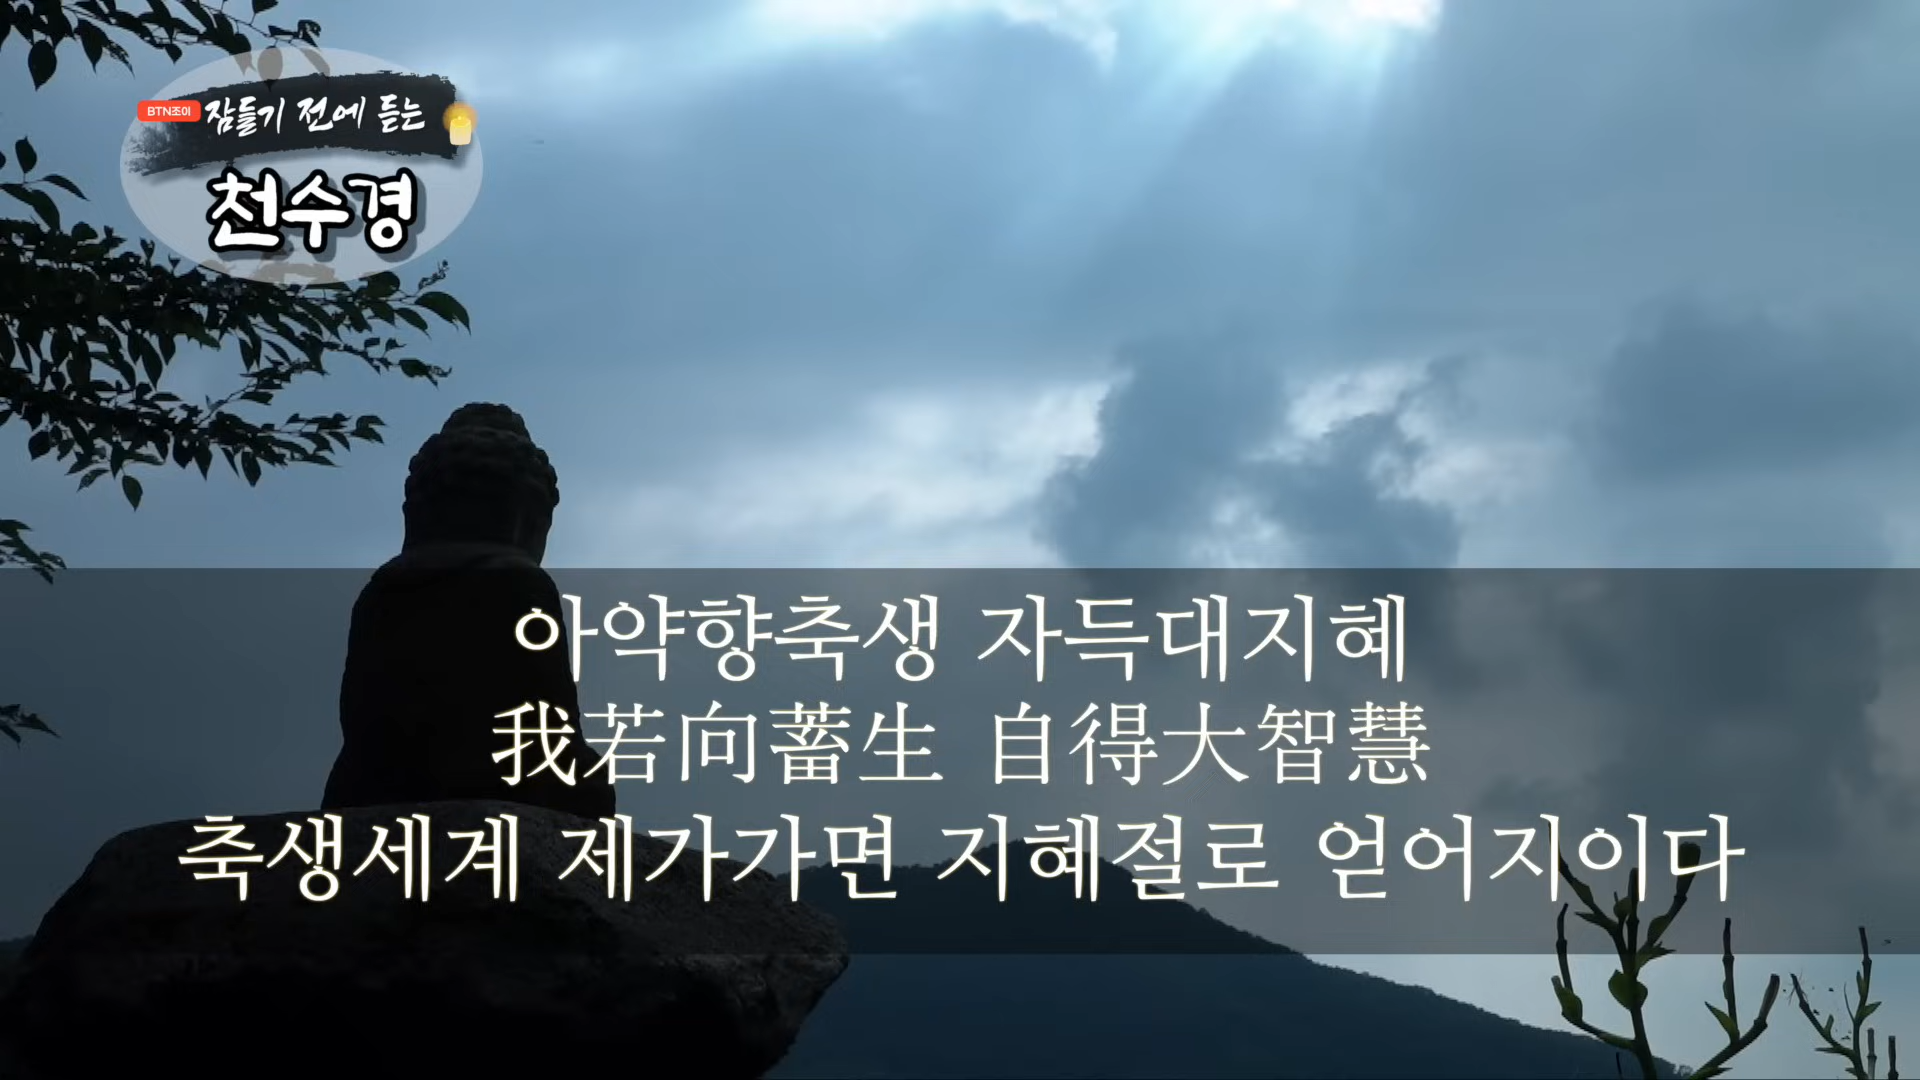 BTN조이 잠들기 전에 듣는
천수경
아약향축생 자득대지혜
我若向蓄生 自得大智慧
축생세계 제가가면 지혜절로 얻어지이다